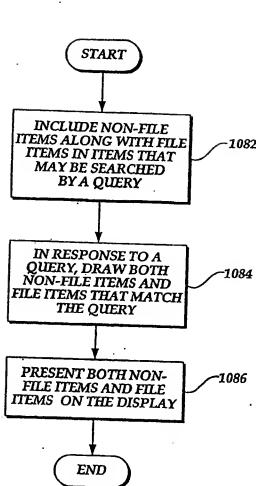 START
INCLUDE NON-FILE
ITEMS ALONG WITH FILE
ITEMS IN ITEMS THAT
MAY BE SEARCHED
BY A QUERY
1082
IN RESPONSE TO A
QUERY, DRAW BOTH
NON-FILE ITEMS AND
FILE ITEMS THAT MATCH
THE QUERY
1084
PRESENT BOTH NON-
FILE ITEMS AND FILE
ITEMS ON THE DISPLAY
1086
END